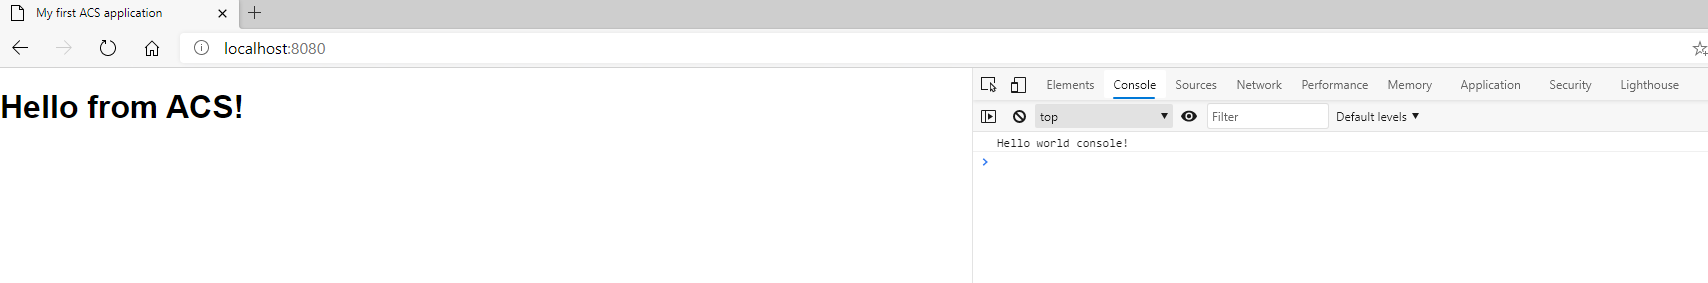 My first ACS application
localhost:8080
Hello from ACS!
Elements Console Sources Network Performance Memory Application Security Lighthouse
top Filter Default levels
Hello world console!